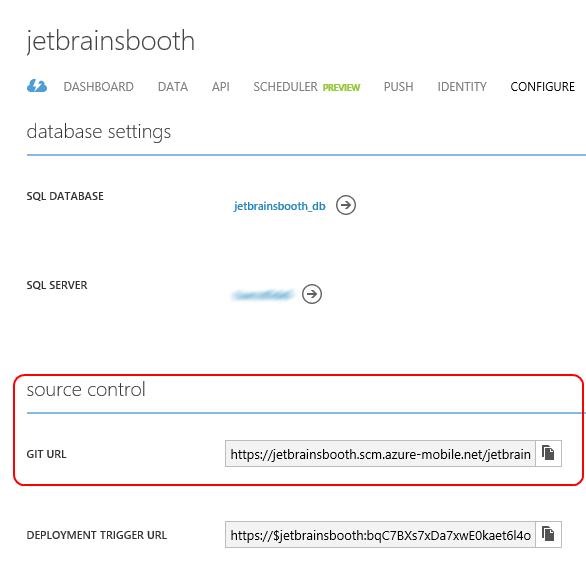 jetbrainsbooth
DASHBOARD DATA API SCHEDULER PREVIEW PUSH IDENTITY CONFIGURE
database settings
SQL DATABASE jetbrainsbooth_db
SQL SERVER
source control
GIT URL https://jetbrainsbooth.scm.azure-mobile.net/jetbrain
DEPLOYMENT TRIGGER URL https://$jetbrainsbooth:bqC7BXs7xDa7xwE0kaet6l4o